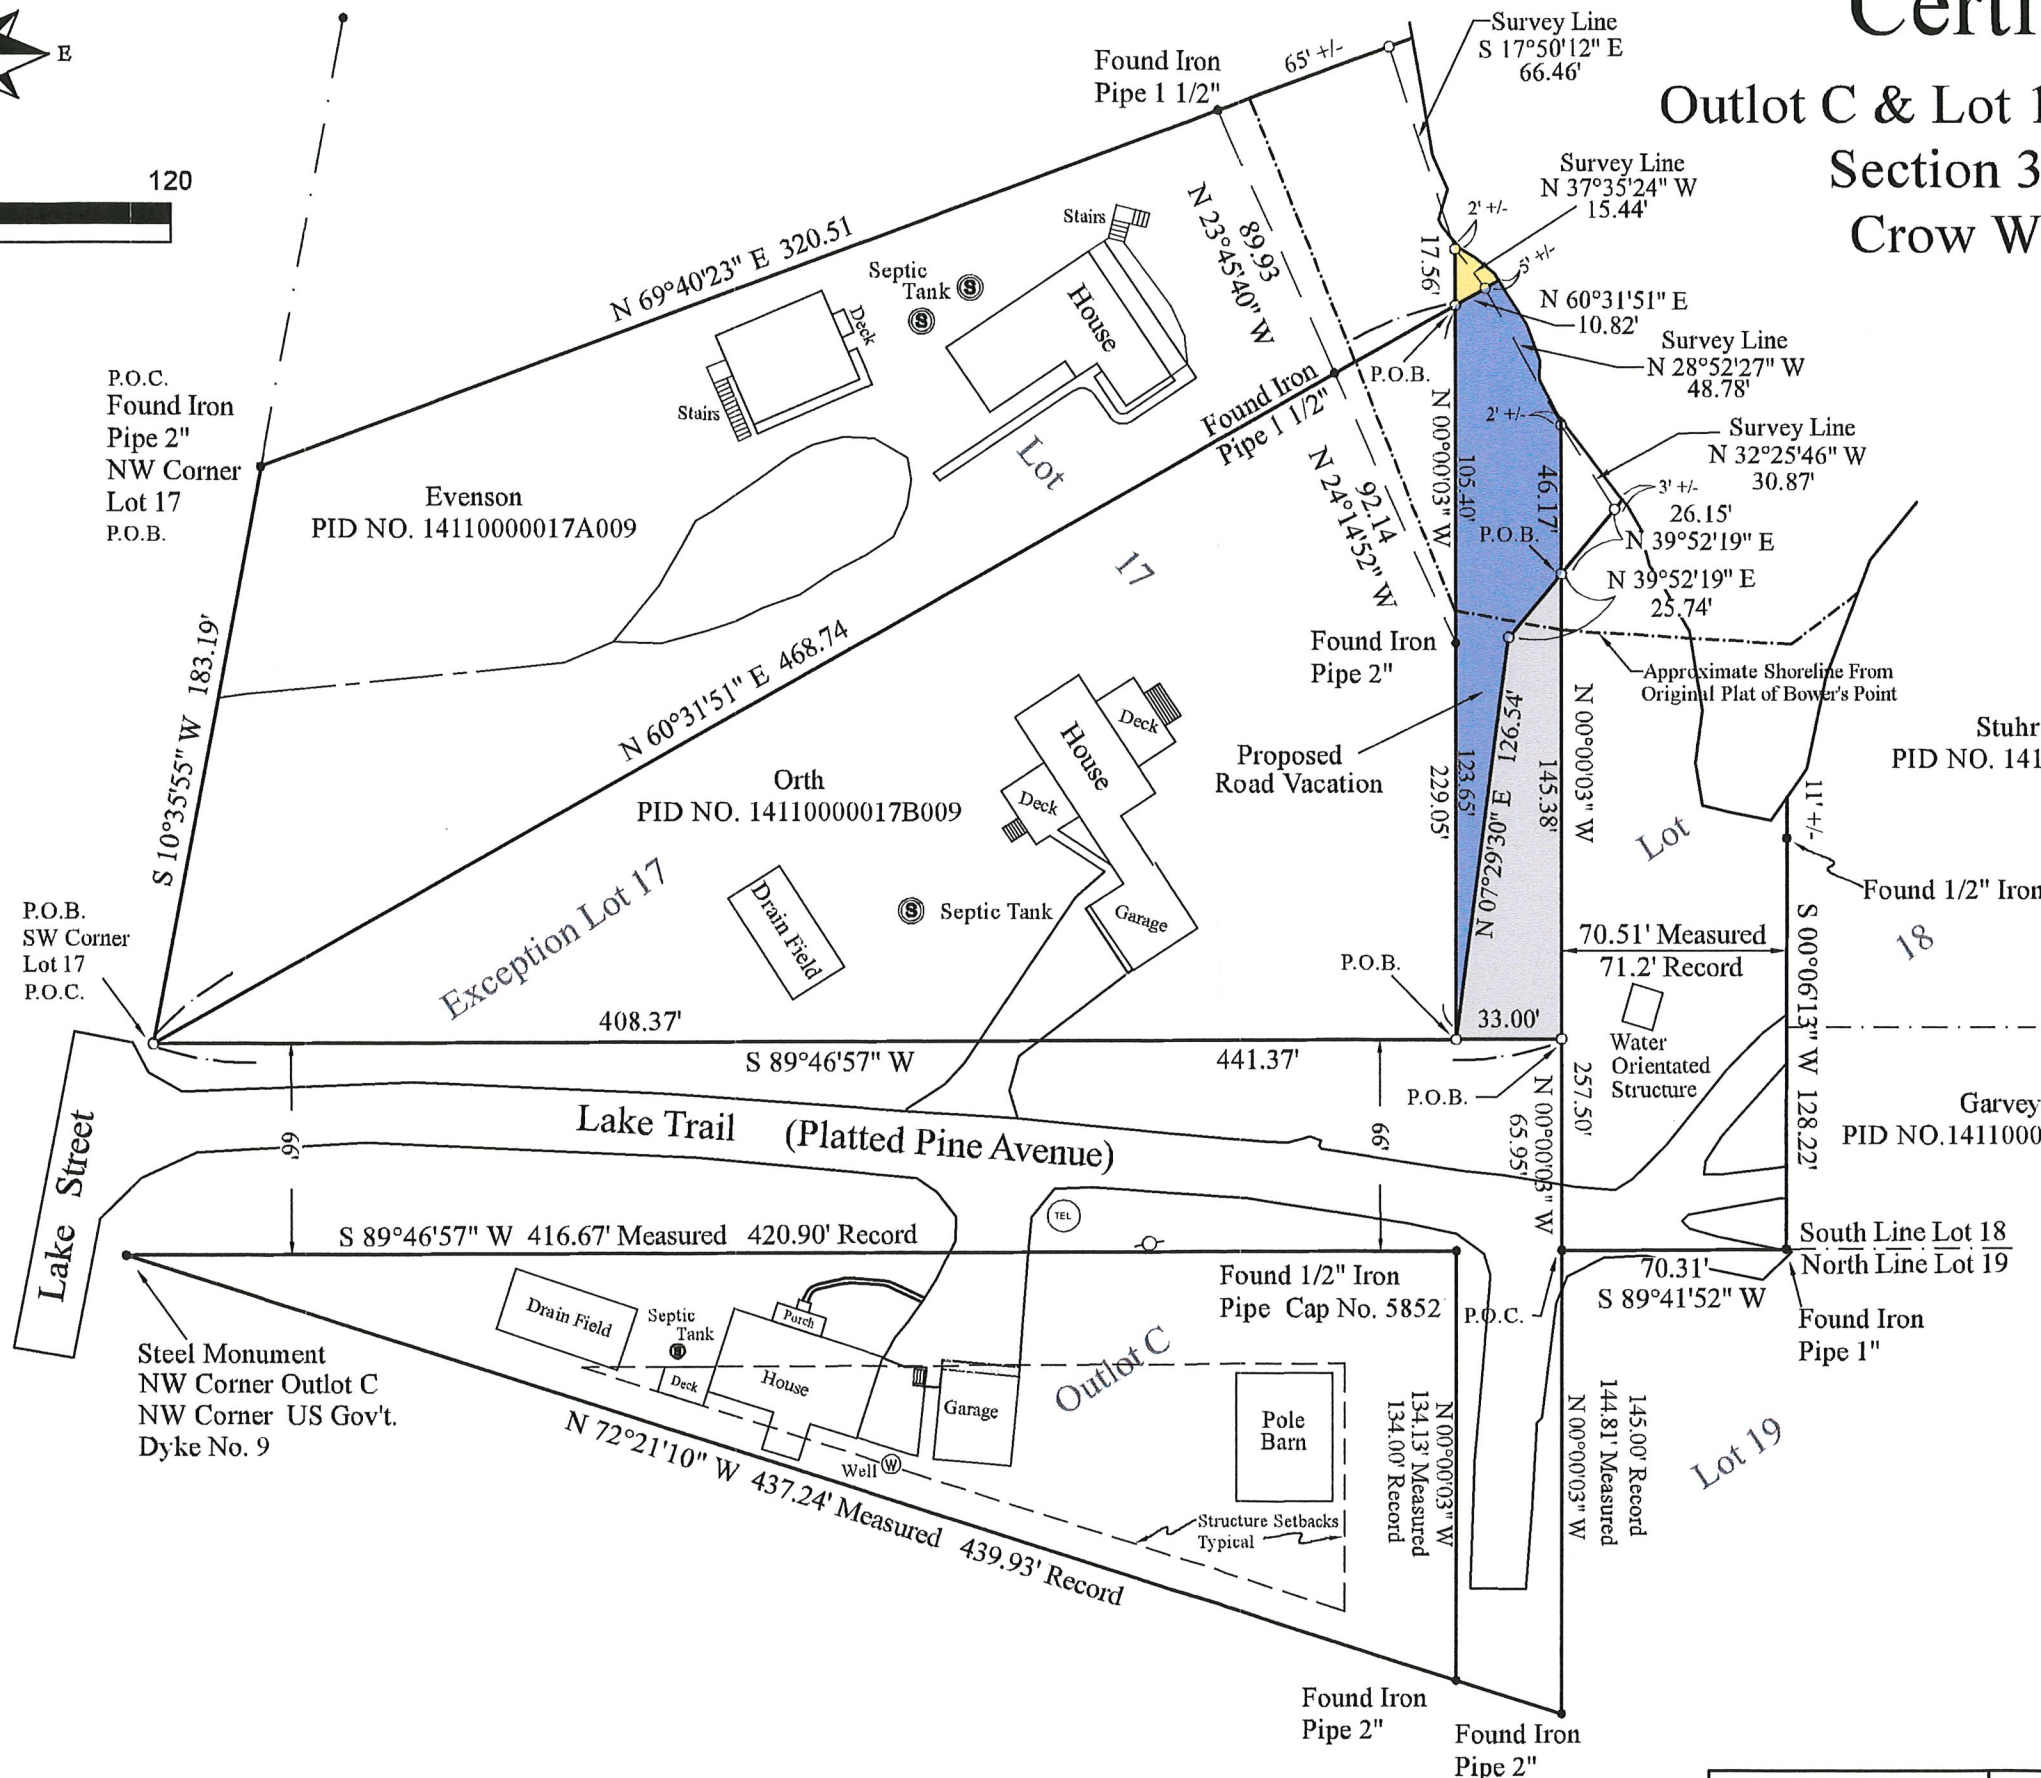 Certi
Outlot C & Lot 1
Section 3
Crow W
E
120
Found Iron
Pipe 1 1/2"
65' +/-
Survey Line
S 17°50'12" E
66.46'
Survey Line
N 37°35'24" W
15.44'
2' +/-
17.56'
5' +/-
N 60°31'51" E
10.82'
Survey Line
N 28°52'27" W
48.78'
2' +/-
Survey Line
N 32°25'46" W
30.87'
3' +/-
26.15'
N 39°52'19" E
N 39°52'19" E
25.74'
N 69°40'23" E 320.51
89.93
N 23°45'40" W
Stairs
Septic
Tank
S
S
House
Deck
Stairs
P.O.C.
Found Iron
Pipe 2"
NW Corner
Lot 17
P.O.B.
Evenson
PID NO. 14110000017A009
Lot
17
Found Iron
Pipe 1 1/2"
P.O.B.
N 00°00'03" W
105.40'
46.17'
P.O.B.
92.14
N 24°14'52" W
Found Iron
Pipe 2"
Approximate Shoreline From
Original Plat of Bower's Point
S 10°35'55" W 183.19'
N 60°31'51" E 468.74
Orth
PID NO. 14110000017B009
House
Deck
Deck
Garage
Drain Field
S
Septic Tank
Proposed
Road Vacation
123.65'
229.05'
126.54'
N 07°29'30" E
145.38'
N 00°00'03" W
Stuhr
PID NO. 141
Lot
18
11' +/-
Found 1/2" Iron
S 00°06'13" W 128.22'
70.51' Measured
71.2' Record
Water
Orientated
Structure
Garvey
PID NO.1411000
P.O.B.
SW Corner
Lot 17
P.O.C.
Exception Lot 17
P.O.B.
33.00'
408.37'
S 89°46'57" W
441.37'
P.O.B.
257.50'
N 00°00'03" W
65.95'
Lake Street
66'
Lake Trail (Platted Pine Avenue)
66'
TEL
S 89°46'57" W 416.67' Measured 420.90' Record
South Line Lot 18
North Line Lot 19
70.31'
S 89°41'52" W
Found 1/2" Iron
Pipe Cap No. 5852
P.O.C.
Found Iron
Pipe 1"
Steel Monument
NW Corner Outlot C
NW Corner US Gov't.
Dyke No. 9
Drain Field
Septic
Tank
S
Porch
Deck
House
Garage
Well
W
Outlot C
Pole
Barn
Structure Setbacks
Typical
N 72°21'10" W 437.24' Measured 439.93' Record
N 00°00'03" W
134.13' Measured
134.00' Record
145.00' Record
144.81' Measured
N 00°00'03" W
Lot 19
Found Iron
Pipe 2"
Found Iron
Pipe 2"